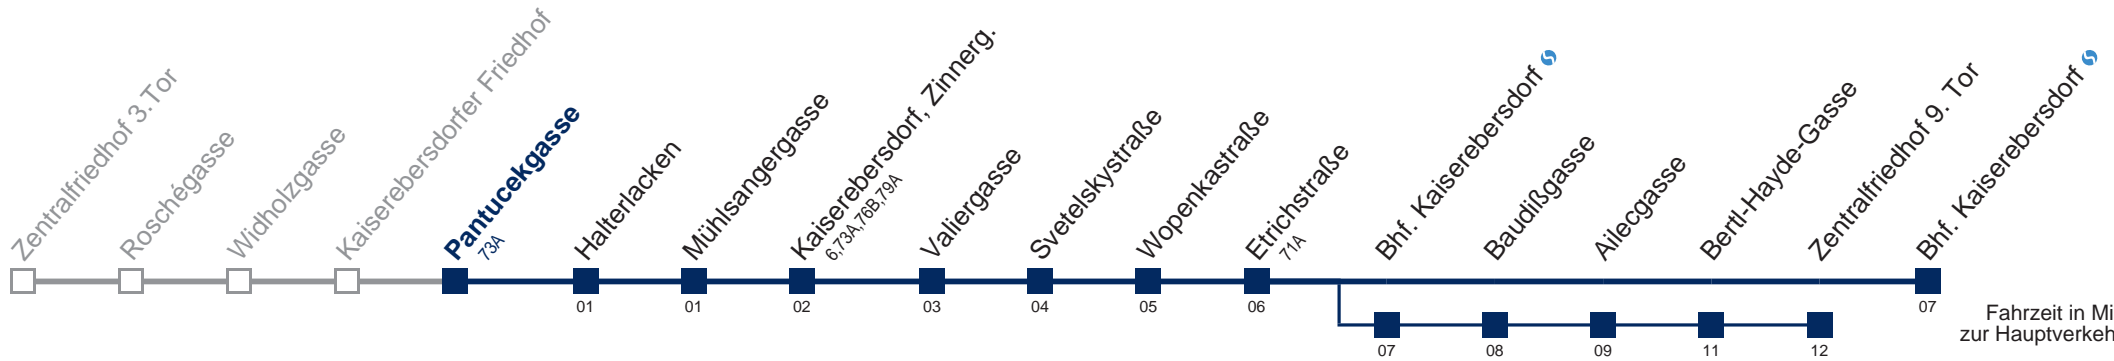 Zentralfriedhof 3.Tor
Roschégasse
Widholzgasse
Kaiserebersdorfer Friedhof
Pantucekgasse
73A
Halterlacken
Mühlsangergasse
Kaiserebersdorf, Zinnerg.
6,73A,76B,79A
Valiergasse
Svetelskystraße
Wopenkastraße
Etrichstraße
71A
Bhf. Kaiserebersdorf
Baudißgasse
Ailecgasse
Bertl-Hayde-Gasse
Zentralfriedhof 9. Tor
Bhf. Kaiserebersdorf
01
01
02
03
04
05
06
07
Fahrzeit in Mi
zur Hauptverkeh
07
08
09
11
12